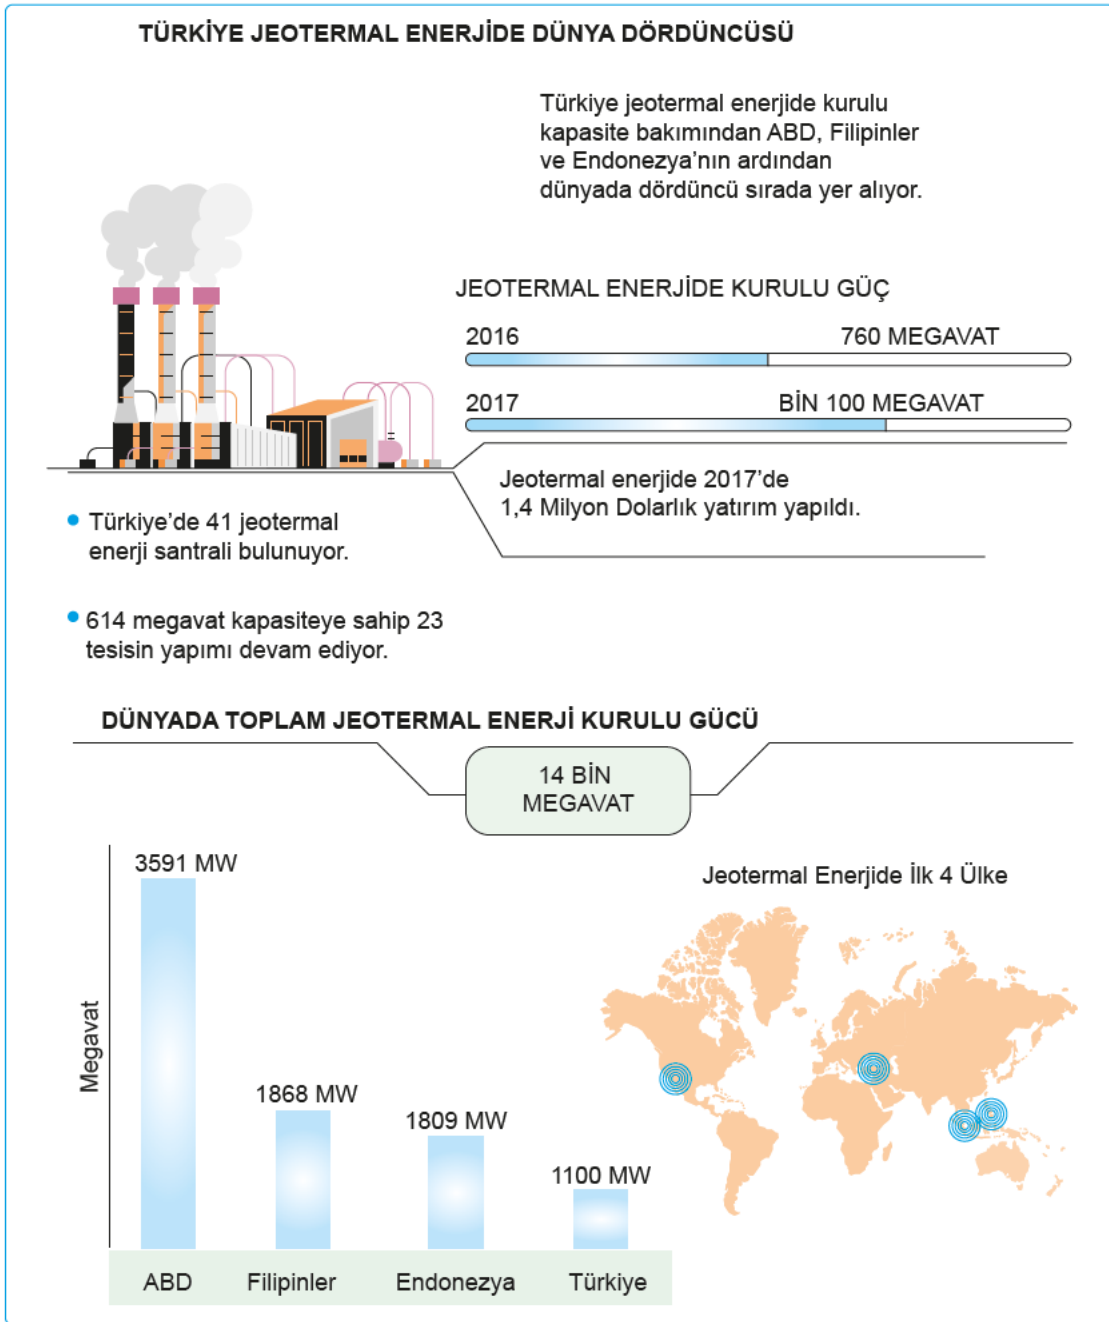 TÜRKİYE JEOTERMAL ENERJİDE DÜNYA DÖRDÜNCÜSÜ
Türkiye jeotermal enerjide kurulu
kapasite bakımından ABD, Filipinler
ve Endonezya’nın ardından
dünyada dördüncü sırada yer alıyor.
JEOTERMAL ENERJİDE KURULU GÜÇ
2016 760 MEGAVAT
2017 BİN 100 MEGAVAT
Jeotermal enerjide 2017’de
1,4 Milyon Dolarlık yatırım yapıldı.
• Türkiye’de 41 jeotermal
enerji santrali bulunuyor.
• 614 megavat kapasiteye sahip 23
tesisin yapımı devam ediyor.
DÜNYADA TOPLAM JEOTERMAL ENERJİ KURULU GÜCÜ
14 BİN
MEGAVAT
Megavat
3591 MW
1868 MW
1809 MW
1100 MW
ABD Filipinler Endonezya Türkiye
Jeotermal Enerjide İlk 4 Ülke